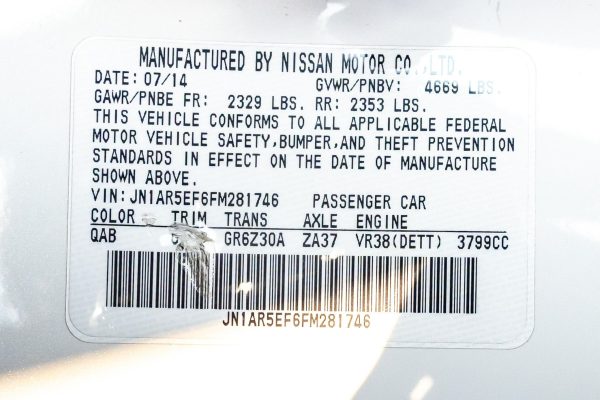 MANUFACTURED BY NISSAN MOTOR CO.,LTD.
DATE: 07/14 GVWR/PNBV: 4669 LBS.
GAWR/PNBE FR: 2329 LBS. RR: 2353 LBS.
THIS VEHICLE CONFORMS TO ALL APPLICABLE FEDERAL
MOTOR VEHICLE SAFETY,BUMPER,AND THEFT PREVENTION
STANDARDS IN EFFECT ON THE DATE OF MANUFACTURE
SHOWN ABOVE.
VIN:JN1AR5EF6FM281746 PASSENGER CAR
COLOR TRIM TRANS AXLE ENGINE
QAB GR6Z30A ZA37 VR38(DETT) 3799CC
JN1AR5EF6FM281746